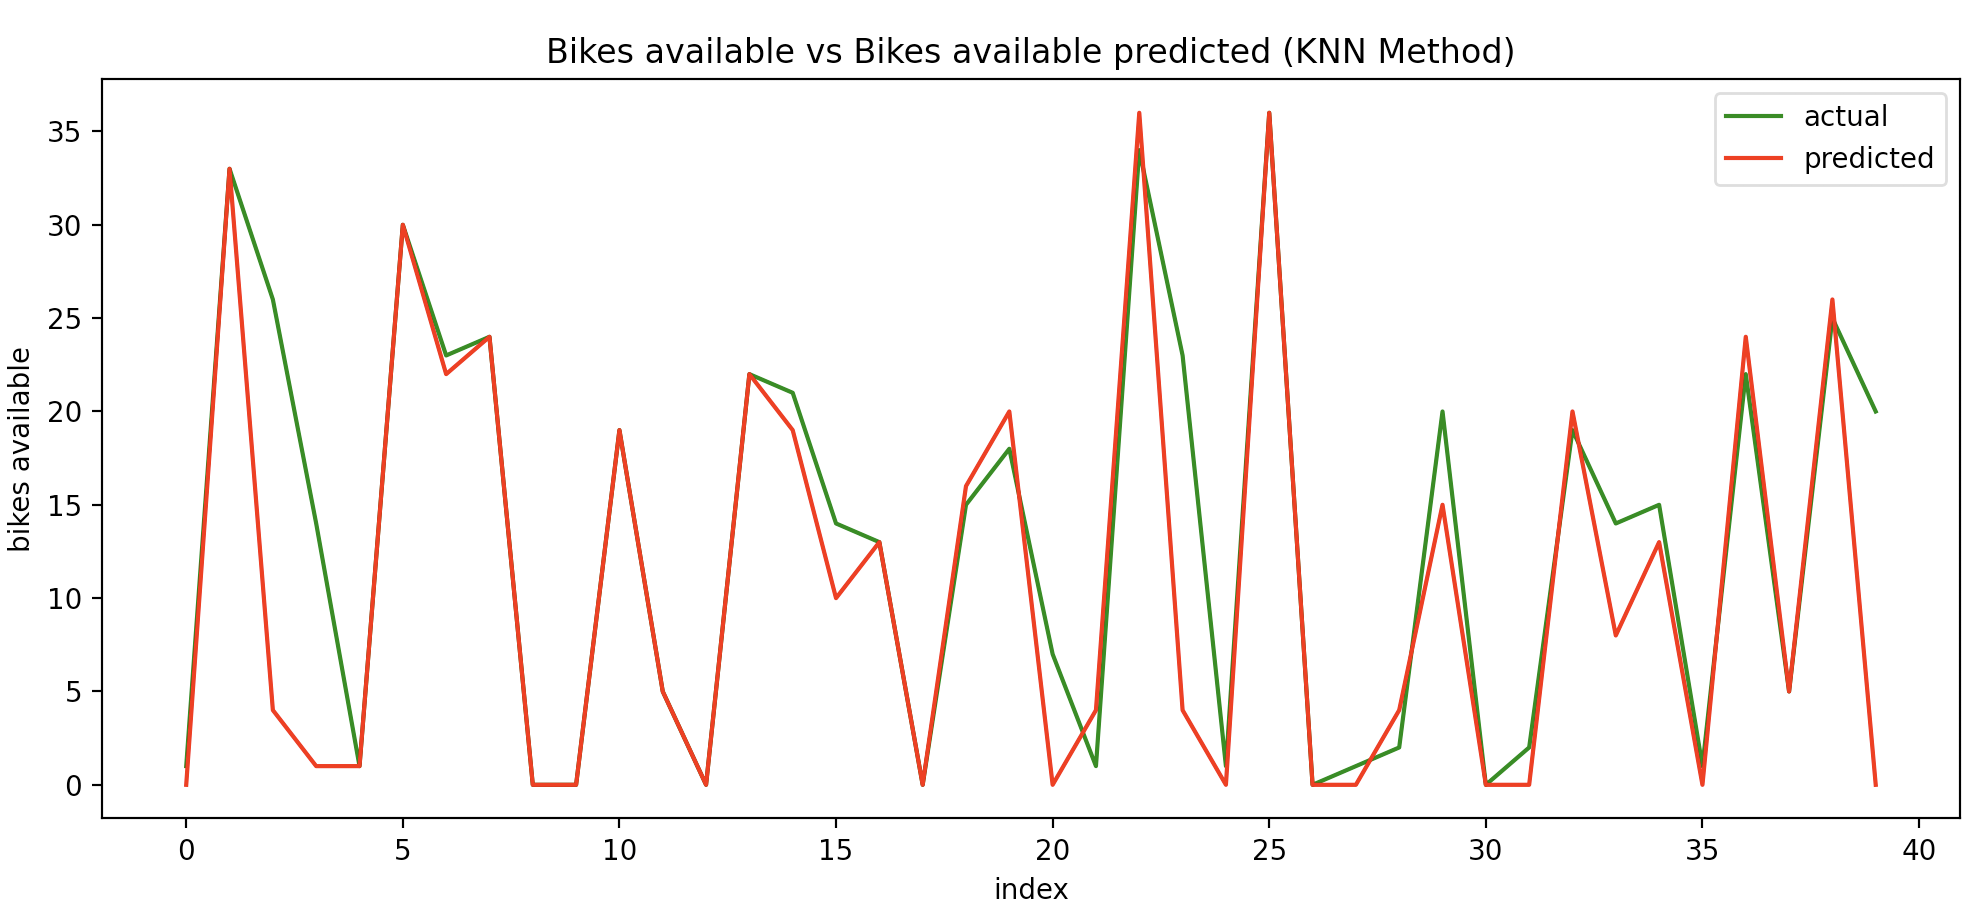 Bikes available vs Bikes available predicted (KNN Method)
actual
predicted
bikes available
35
30
25
20
15
10
5
0
0 5 10 15 20 25 30 35 40
index